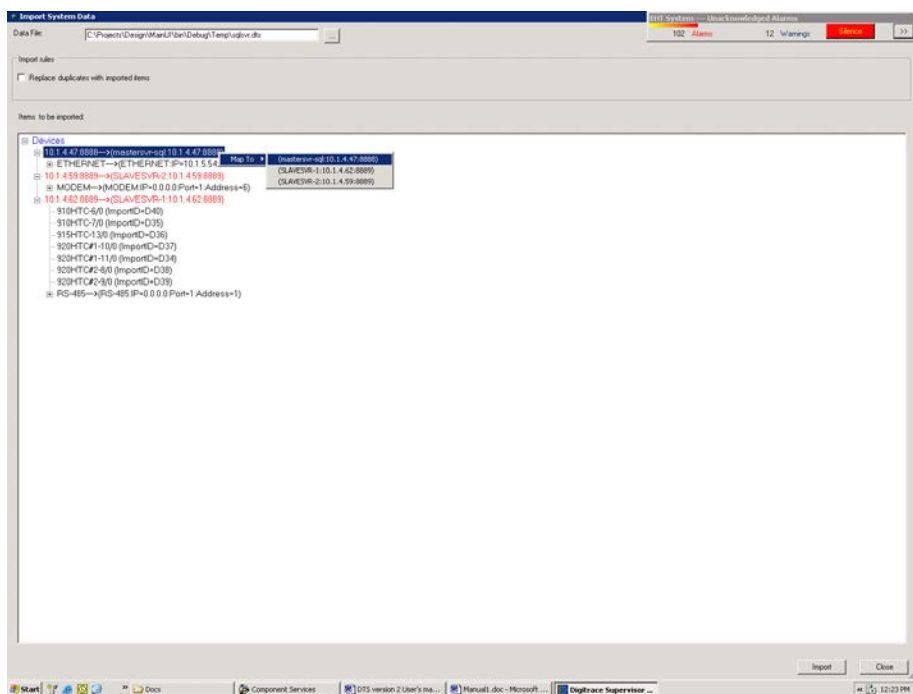 Import System Data
EHT System --- Unacknowledged Alarms
Data File:
C:\Projects\Design\MainUI\bin\Debug\Temp\sqlsvr.dts
...
102 Alarms
12 Warnings
Silence
>>
Import rules
Replace duplicates with imported items
Items to be imported:
Devices
10.1.4.47:8888--->(mastersvr-sql:10.1.4.47:8888)
Map To
(mastersvr-sql:10.1.4.47:8888)
(SLAVESVR-1:10.1.4.62:8889)
(SLAVESVR-2:10.1.4.59:8889)
ETHERNET--->(ETHERNET:IP=10.1.5.54:
10.1.4.59:8889--->(SLAVESVR-2:10.1.4.59:8889)
MODEM--->(MODEM:IP=0.0.0.0:Port=1:Address=6)
10.1.4.62:8889--->(SLAVESVR-1:10.1.4.62:8889)
910HTC-6/0 (ImportID=D40)
910HTC-7/0 (ImportID=D35)
915HTC-13/0 (ImportID=D36)
920HTC#1-10/0 (ImportID=D37)
920HTC#1-11/0 (ImportID=D34)
920HTC#2-8/0 (ImportID=D38)
920HTC#2-9/0 (ImportID=D39)
RS-485--->(RS-485:IP=0.0.0.0:Port=1:Address=1)
Import
Close
Start
Docs
Component Services
DTS version 2 User's ma...
Manual1.doc - Microsoft ...
Digitrace Supervisor ...
12:23 PM